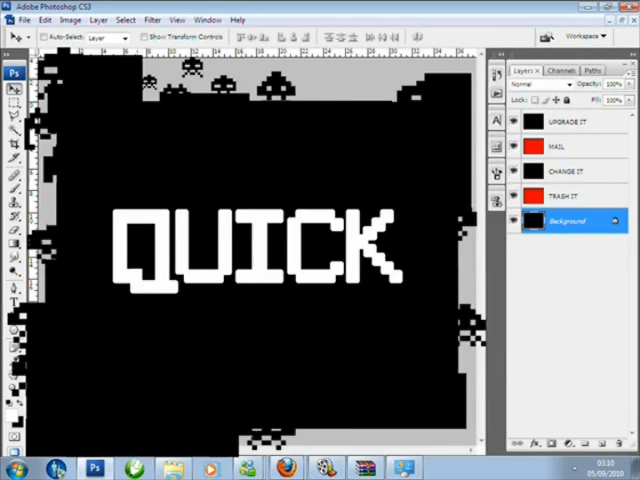 Adobe Photoshop CS3
File Edit Image Layer Select Filter View Window Help
Auto-Select: Layer Show Transform Controls Workspace
Ps
Layers Channels Paths
Normal Opacity: 100%
Lock: Fill: 100%
UPGRADE IT
MAIL
CHANGE IT
TRASH IT
Background
QUICK
Ps
03:10
05/09/2010